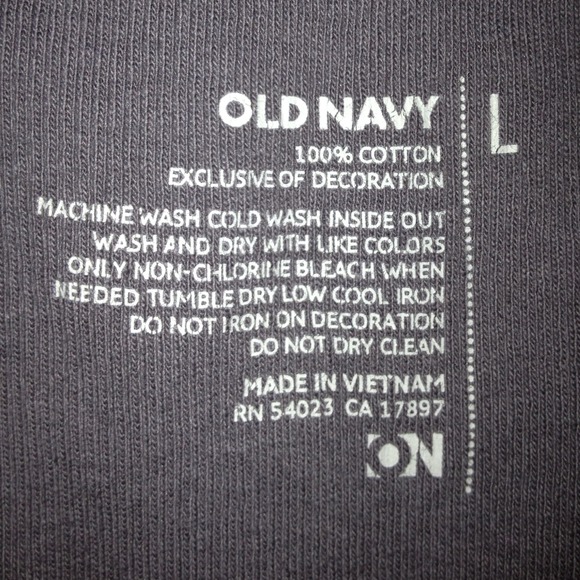 OLD NAVY
L
100% COTTON
EXCLUSIVE OF DECORATION
MACHINE WASH COLD WASH INSIDE OUT
WASH AND DRY WITH LIKE COLORS
ONLY NON-CHLORINE BLEACH WHEN
NEEDED TUMBLE DRY LOW COOL IRON
DO NOT IRON ON DECORATION
DO NOT DRY CLEAN
MADE IN VIETNAM
RN 54023 CA 17897
ON